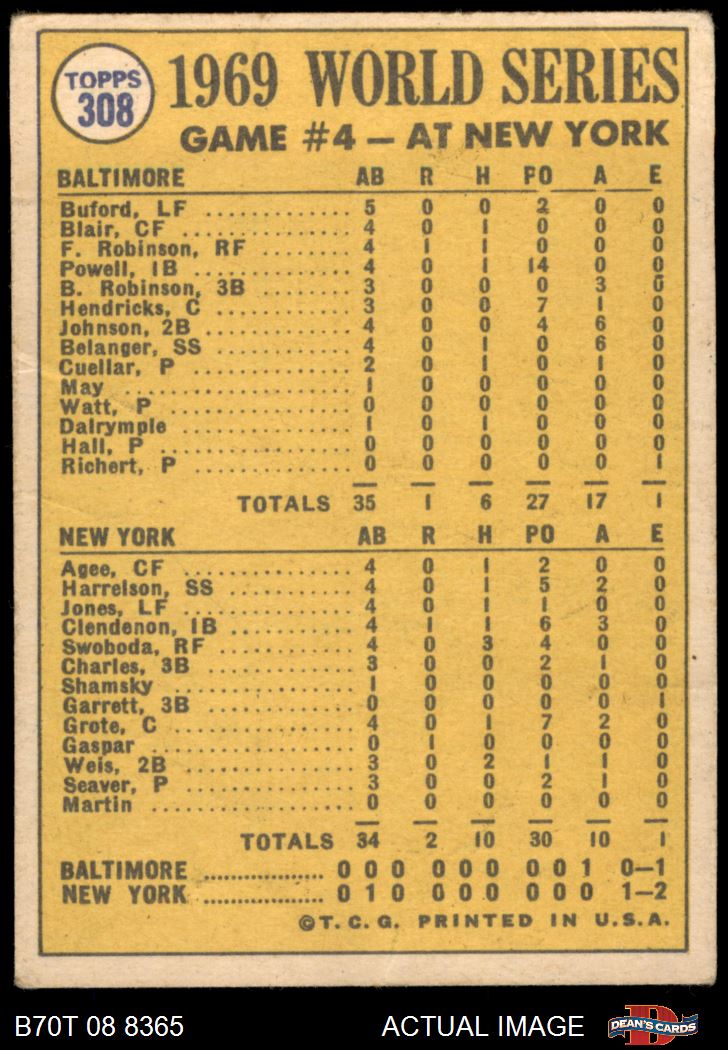 TOPPS
308
1969 WORLD SERIES
GAME #4 – AT NEW YORK
BALTIMORE AB R H PO A E
Buford, LF .............. 5 0 0 2 0 0
Blair, CF ................ 4 0 1 0 0 0
F. Robinson, RF ........ 4 1 1 0 0 0
Powell, 1B .............. 4 0 1 14 0 0
B. Robinson, 3B ........ 3 0 0 0 3 0
Hendricks, C ............ 3 0 0 7 1 0
Johnson, 2B ............. 4 0 0 4 6 0
Belanger, SS ............ 4 0 1 0 6 0
Cuellar, P .............. 2 0 1 0 1 0
May ..................... 1 0 0 0 0 0
Watt, P ................. 0 0 0 0 0 0
Dalrymple ............... 1 0 1 0 0 0
Hall, P ................. 0 0 0 0 0 0
Richert, P .............. 0 0 0 0 0 1
TOTALS 35 1 6 27 17 1
NEW YORK AB R H PO A E
Agee, CF ................ 4 0 1 2 0 0
Harrelson, SS ........... 4 0 1 5 2 0
Jones, LF ............... 4 0 1 1 0 0
Clendenon, 1B ........... 4 1 1 6 3 0
Swoboda, RF ............. 4 0 3 4 0 0
Charles, 3B ............. 3 0 0 2 1 0
Shamsky ................. 1 0 0 0 0 0
Garrett, 3B ............. 0 0 0 0 0 1
Grote, C ................ 4 0 1 7 2 0
Gaspar .................. 0 1 0 0 0 0
Weis, 2B ................ 3 0 2 1 1 0
Seaver, P ............... 3 0 0 2 1 0
Martin .................. 0 0 0 0 0 0
TOTALS 34 2 10 30 10 1
BALTIMORE .................. 0 0 0 0 0 0 0 0 1 0—1
NEW YORK .................. 0 1 0 0 0 0 0 0 0 1—2
©T. C. G. PRINTED IN U.S.A.
B70T 08 8365 ACTUAL IMAGE
D
DEAN'S CARDS